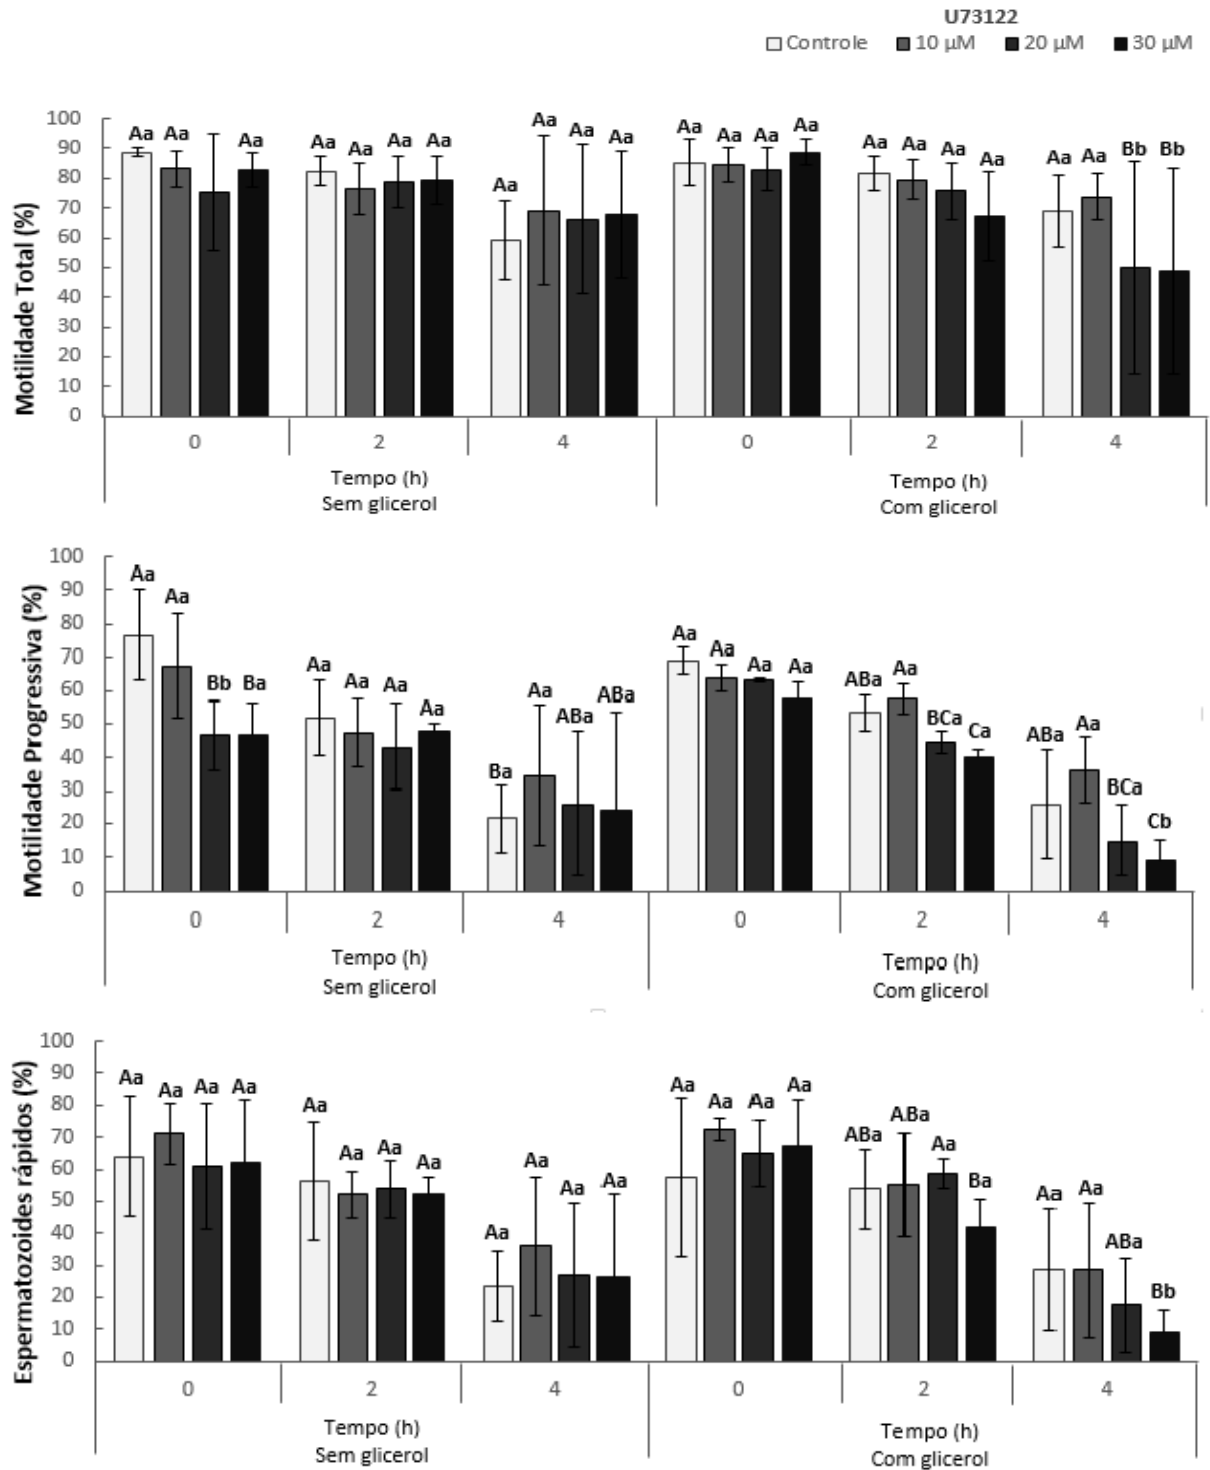 U73122
Controle 10 µM 20 µM 30 µM
Motilidade Total (%)
100
90
80
70
60
50
40
30
20
10
0
Aa Aa Aa Aa Aa Aa Aa Aa Aa Aa Aa Aa Aa Aa Aa Aa Aa Aa Aa Aa Aa Bb Bb
0 2 4 0 2 4
Tempo (h) Tempo (h)
Sem glicerol Com glicerol
Motilidade Progressiva (%)
100
90
80
70
60
50
40
30
20
10
0
Aa Aa Bb Ba Aa Aa Aa Aa Ba Aa ABa ABa Aa Aa Aa Aa ABa Aa BCa Ca ABa Aa BCa Cb
0 2 4 0 2 4
Tempo (h) Tempo (h)
Sem glicerol Com glicerol
Espermatozoides rápidos (%)
100
90
80
70
60
50
40
30
20
10
0
Aa Aa Aa Aa Aa Aa Aa Aa Aa Aa Aa Aa Aa Aa Aa Aa ABa ABa Aa Ba Aa Aa ABa Bb
0 2 4 0 2 4
Tempo (h) Tempo (h)
Sem glicerol Com glicerol